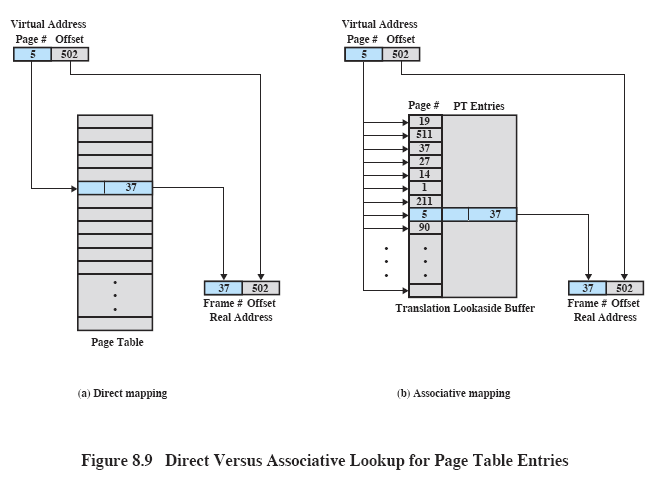 Virtual Address
Page # Offset
5 502
37
37 502
Frame # Offset
Real Address
Page Table
(a) Direct mapping
Virtual Address
Page # Offset
5 502
Page # PT Entries
19
511
37
27
14
1
211
5 37
90
37 502
Frame # Offset
Real Address
Translation Lookaside Buffer
(b) Associative mapping
Figure 8.9 Direct Versus Associative Lookup for Page Table Entries